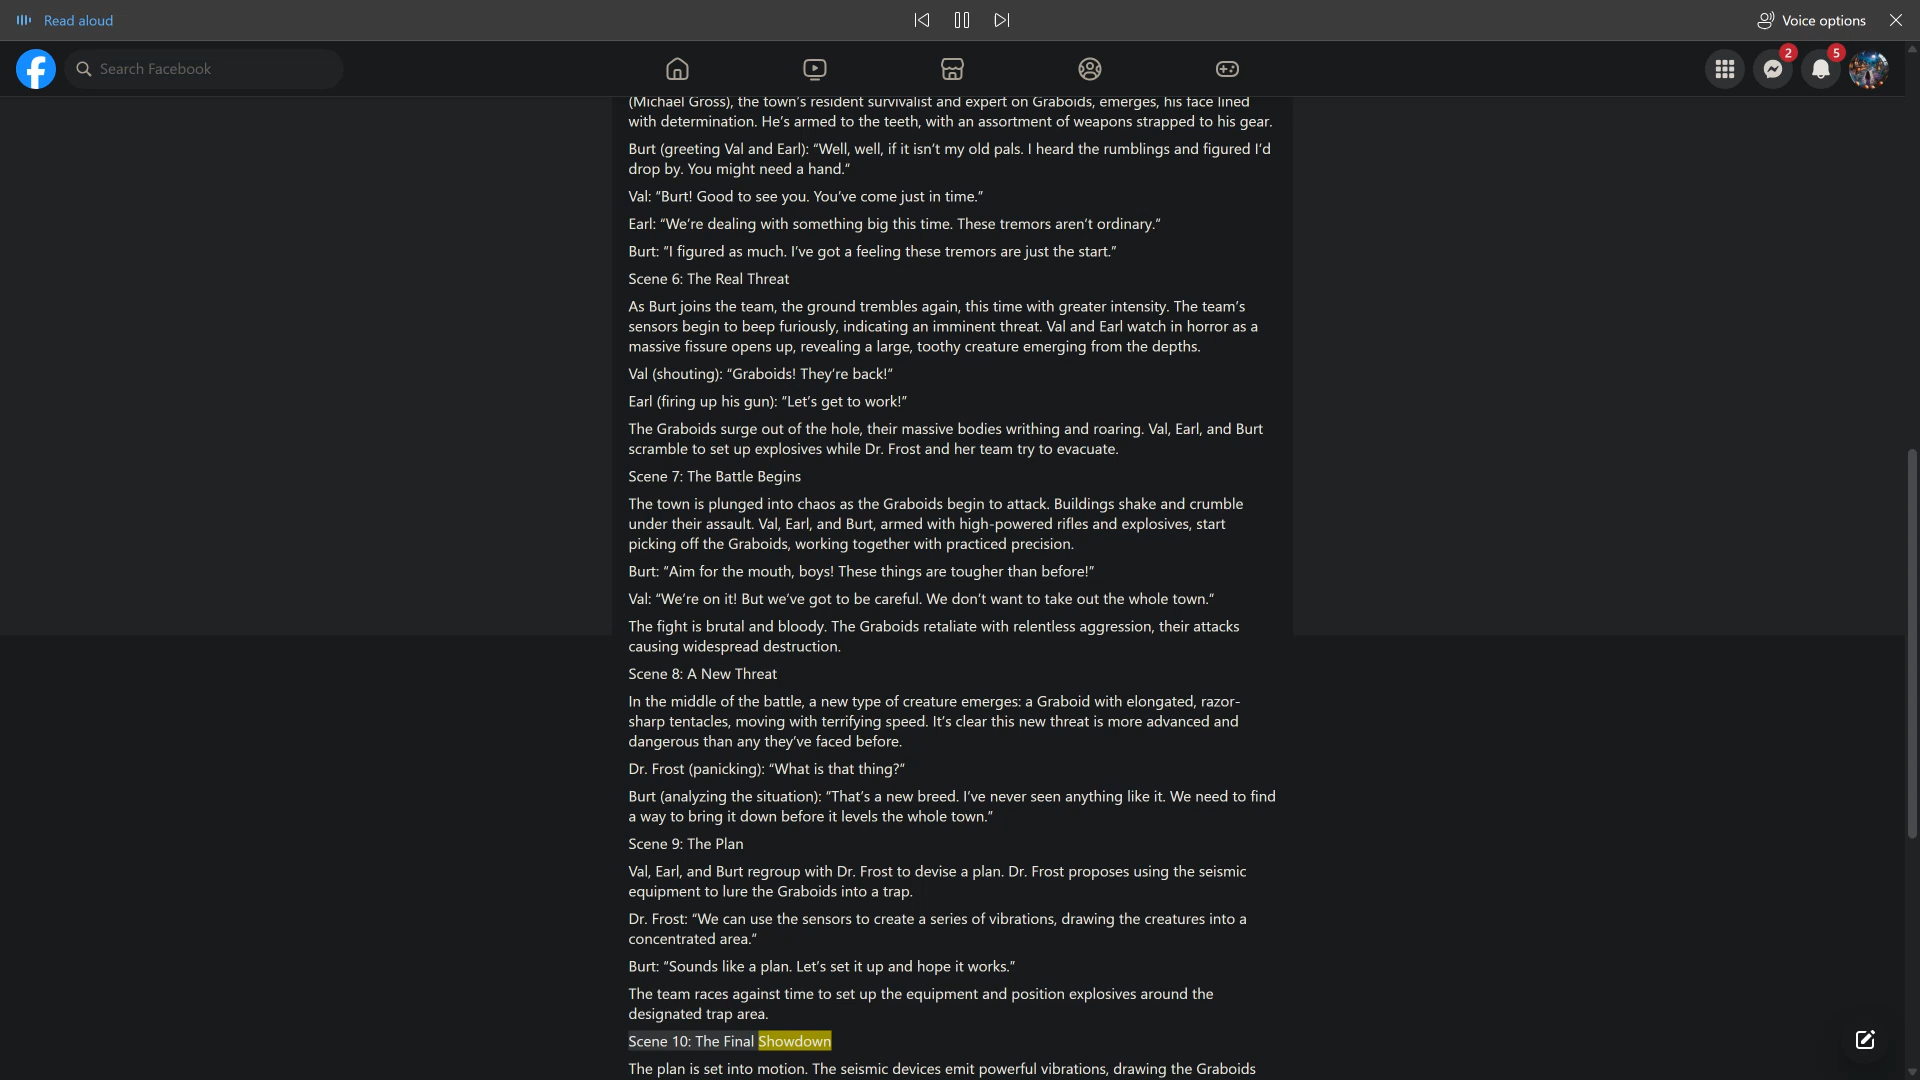 Read aloud
Voice options
Search Facebook
2
5
(Michael Gross), the town's resident survivalist and expert on Graboids, emerges, his face lined
with determination. He's armed to the teeth, with an assortment of weapons strapped to his gear.
Burt (greeting Val and Earl): “Well, well, if it isn't my old pals. I heard the rumblings and figured I'd
drop by. You might need a hand.”
Val: “Burt! Good to see you. You've come just in time.”
Earl: “We're dealing with something big this time. These tremors aren't ordinary.”
Burt: “I figured as much. I've got a feeling these tremors are just the start.”
Scene 6: The Real Threat
As Burt joins the team, the ground trembles again, this time with greater intensity. The team's
sensors begin to beep furiously, indicating an imminent threat. Val and Earl watch in horror as a
massive fissure opens up, revealing a large, toothy creature emerging from the depths.
Val (shouting): “Graboids! They're back!”
Earl (firing up his gun): “Let's get to work!”
The Graboids surge out of the hole, their massive bodies writhing and roaring. Val, Earl, and Burt
scramble to set up explosives while Dr. Frost and her team try to evacuate.
Scene 7: The Battle Begins
The town is plunged into chaos as the Graboids begin to attack. Buildings shake and crumble
under their assault. Val, Earl, and Burt, armed with high-powered rifles and explosives, start
picking off the Graboids, working together with practiced precision.
Burt: “Aim for the mouth, boys! These things are tougher than before!”
Val: “We're on it! But we've got to be careful. We don't want to take out the whole town.”
The fight is brutal and bloody. The Graboids retaliate with relentless aggression, their attacks
causing widespread destruction.
Scene 8: A New Threat
In the middle of the battle, a new type of creature emerges: a Graboid with elongated, razor-
sharp tentacles, moving with terrifying speed. It's clear this new threat is more advanced and
dangerous than any they've faced before.
Dr. Frost (panicking): “What is that thing?”
Burt (analyzing the situation): “That's a new breed. I've never seen anything like it. We need to find
a way to bring it down before it levels the whole town.”
Scene 9: The Plan
Val, Earl, and Burt regroup with Dr. Frost to devise a plan. Dr. Frost proposes using the seismic
equipment to lure the Graboids into a trap.
Dr. Frost: “We can use the sensors to create a series of vibrations, drawing the creatures into a
concentrated area.”
Burt: “Sounds like a plan. Let's set it up and hope it works.”
The team races against time to set up the equipment and position explosives around the
designated trap area.
Scene 10: The Final Showdown
The plan is set into motion. The seismic devices emit powerful vibrations, drawing the Graboids